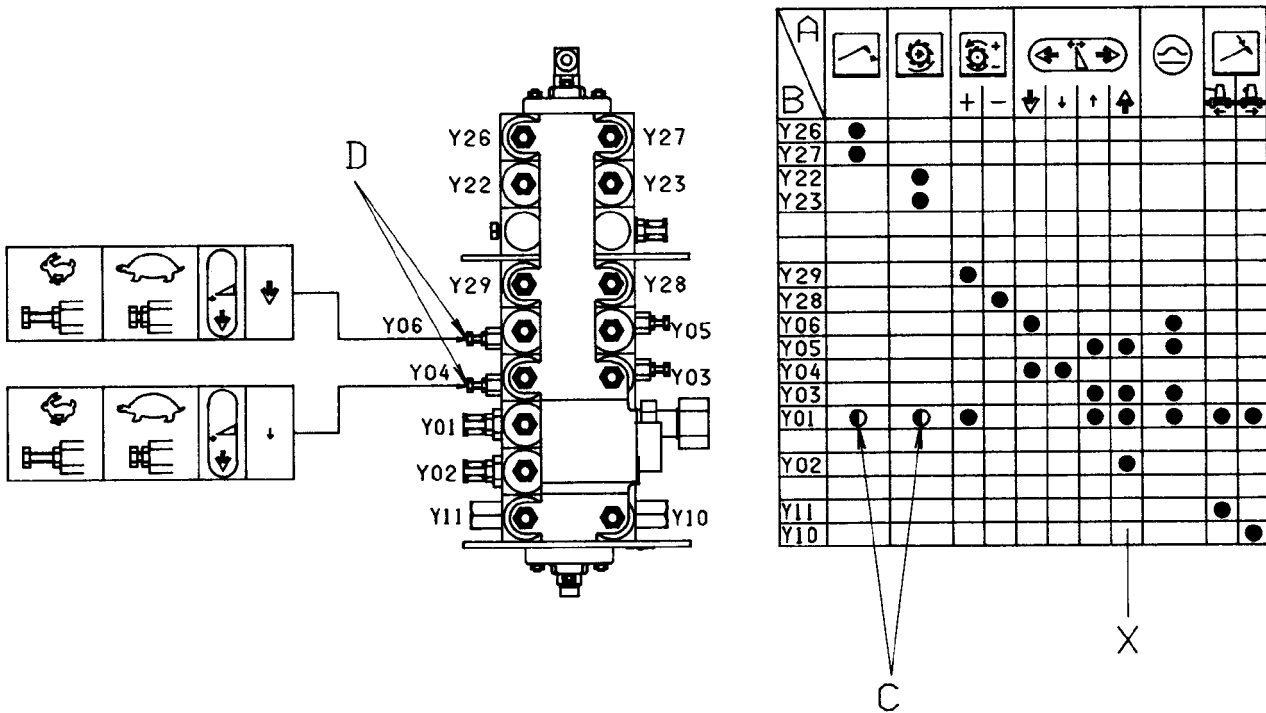 D
Y26 Y27
Y22 Y23
Y29 Y28
Y06 Y05
Y04 Y03
Y01
Y02
Y11 Y10
A
B
+ − + −
Y26
Y27
Y22
Y23
Y29
Y28
Y06
Y05
Y04
Y03
Y01
Y02
Y11
Y10
X
C